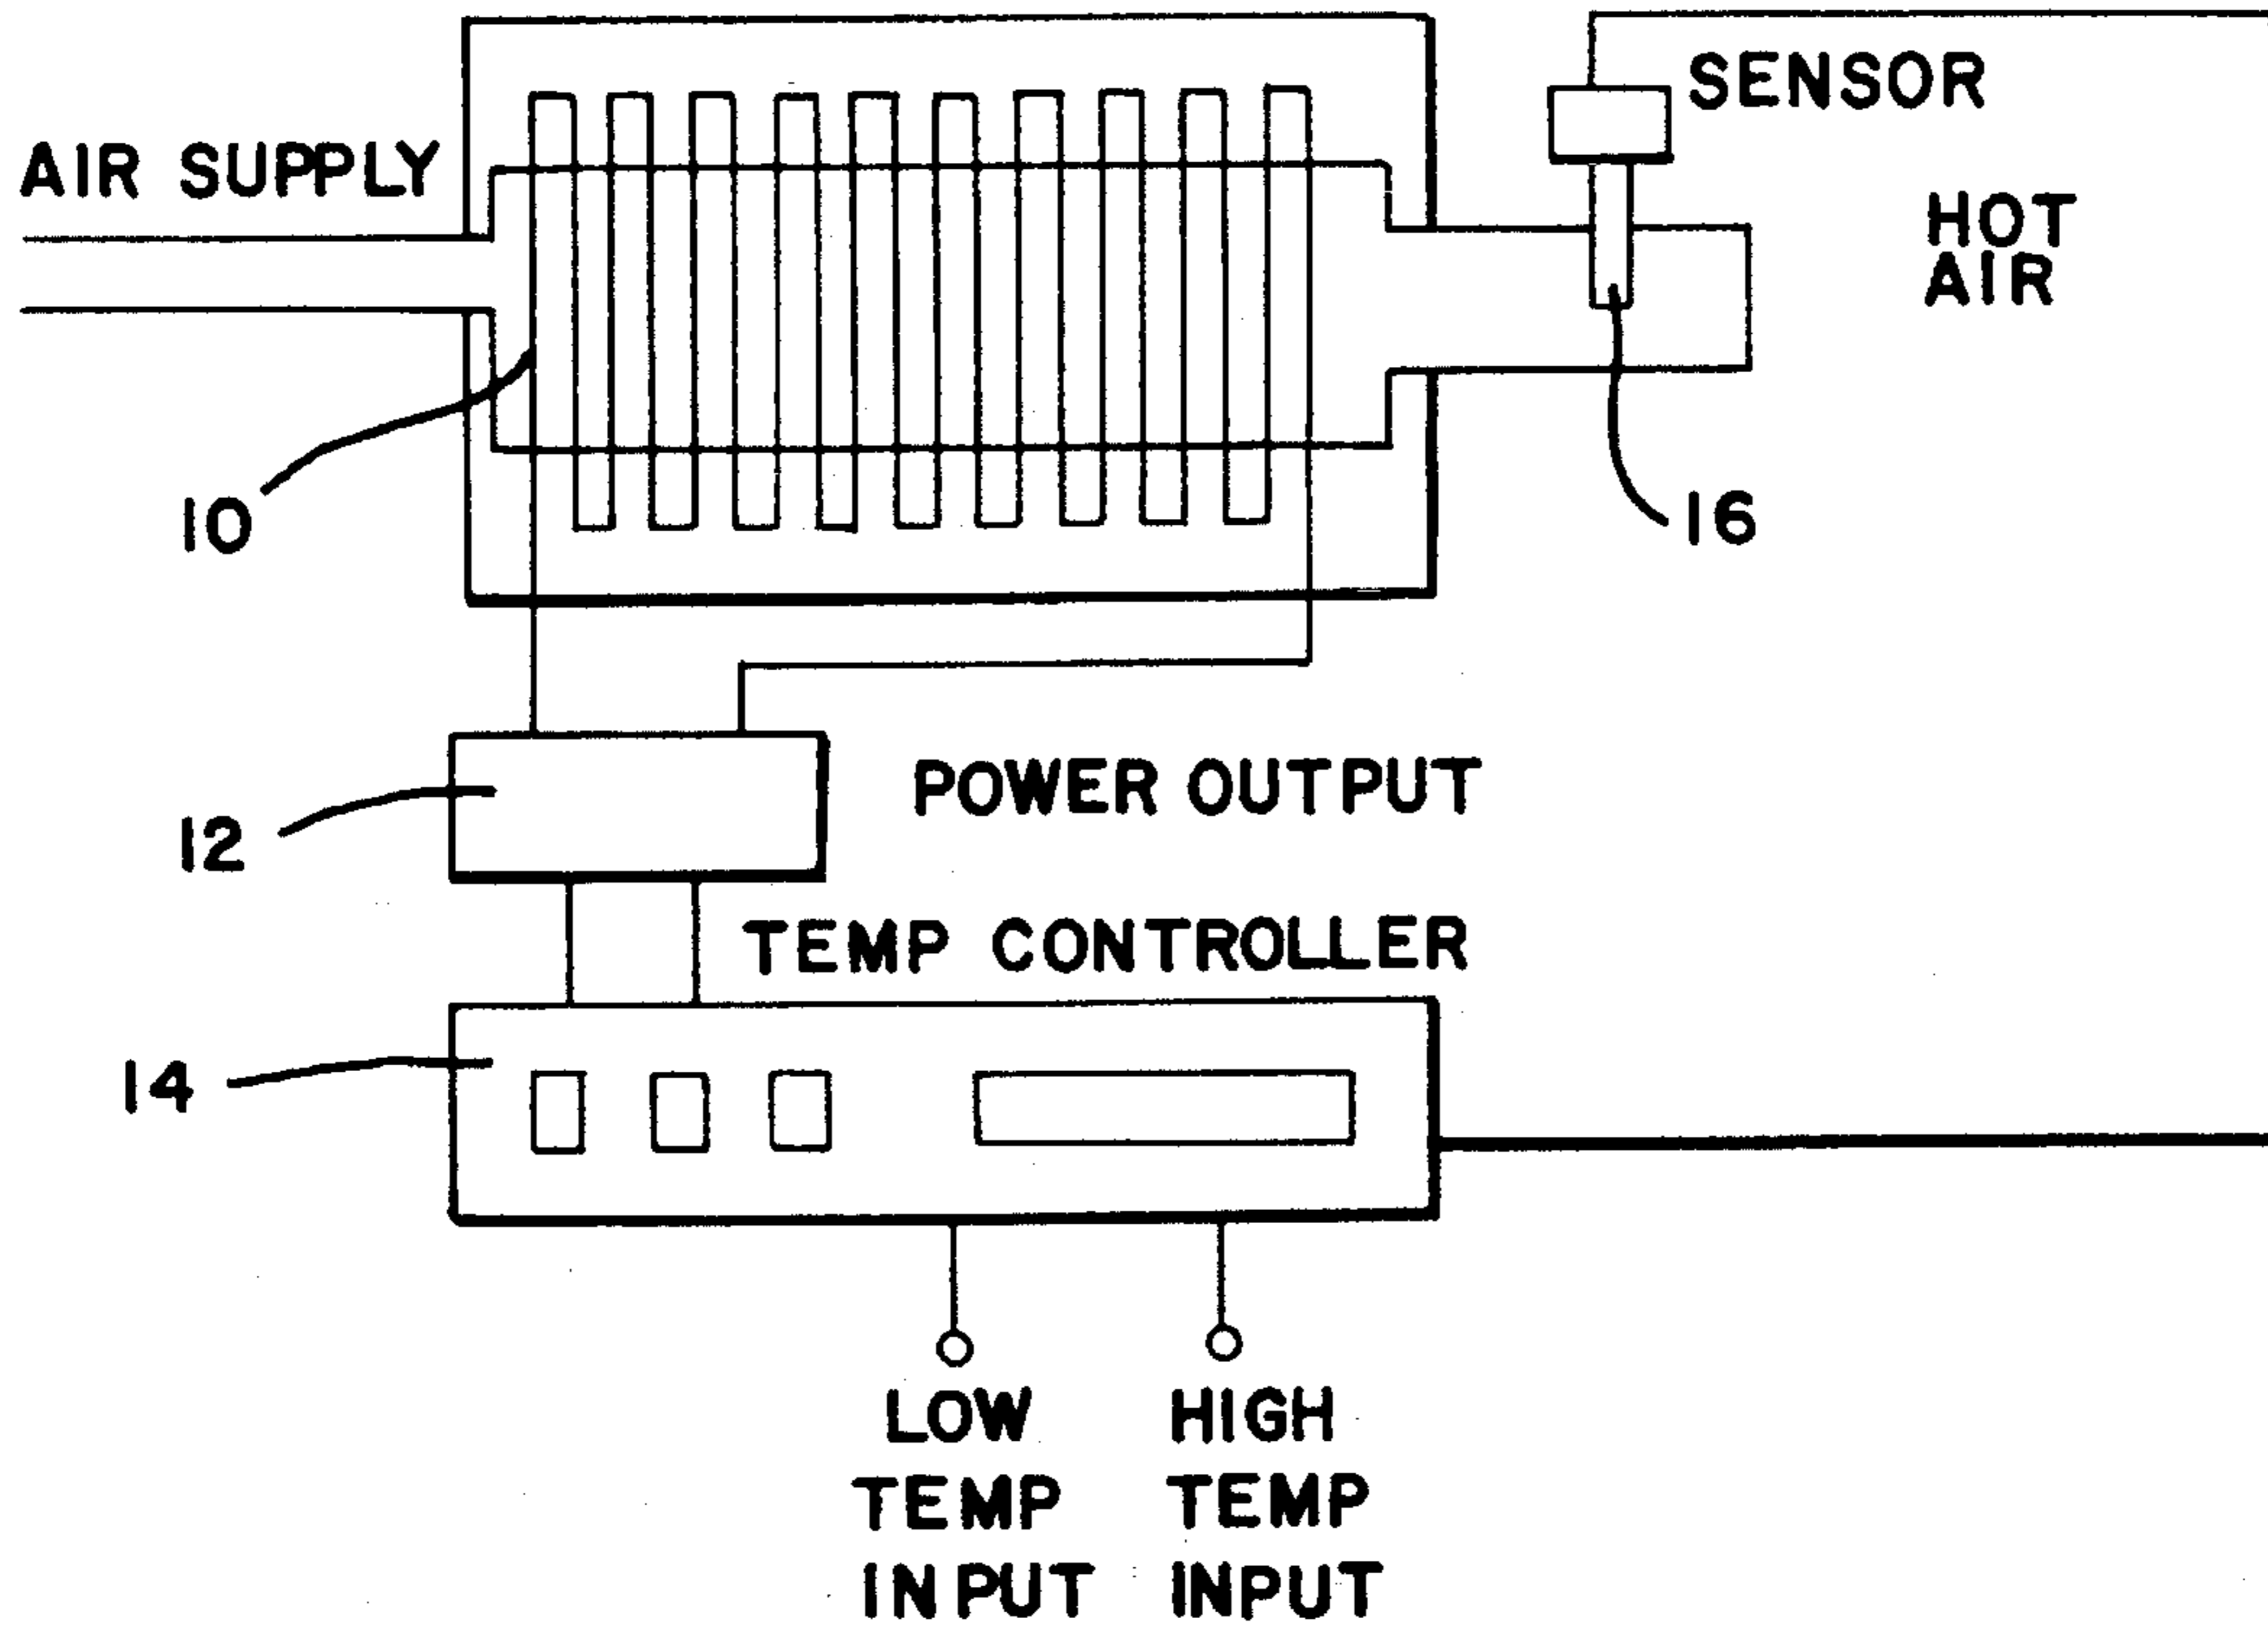 SENSOR
AIR SUPPLY
HOT
AIR
10
16
POWER OUTPUT
12
TEMP CONTROLLER
14
LOW
TEMP
INPUT
HIGH
TEMP
INPUT